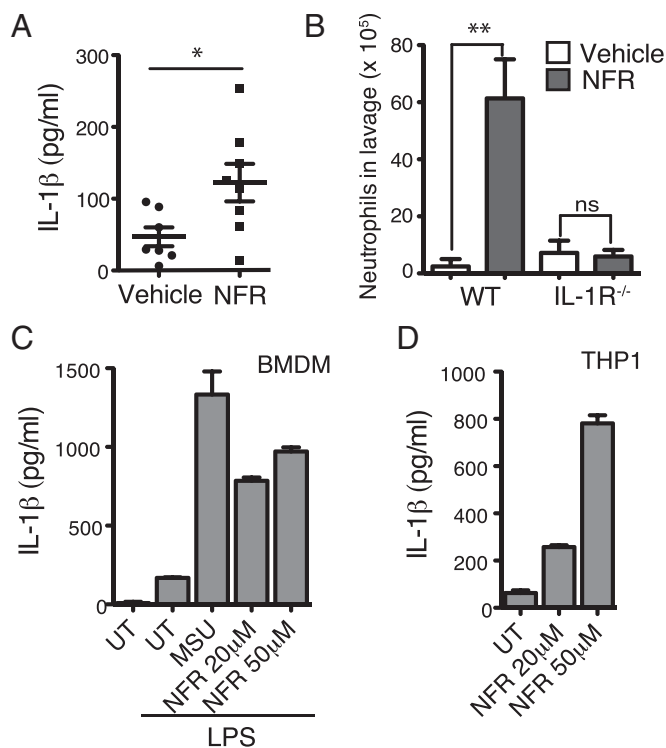 A
IL-1β (pg/ml)
300
200
100
0
*
Vehicle NFR
B
Neutrophils in lavage (x 10⁵)
80
60
40
20
0
**
ns
Vehicle
NFR
WT IL-1R⁻/⁻
C
BMDM
IL-1β (pg/ml)
1500
1000
500
0
UT
UT
MSU
NFR 20μM
NFR 50μM
LPS
D
THP1
IL-1β (pg/ml)
1000
800
600
400
200
0
UT
NFR 20μM
NFR 50μM